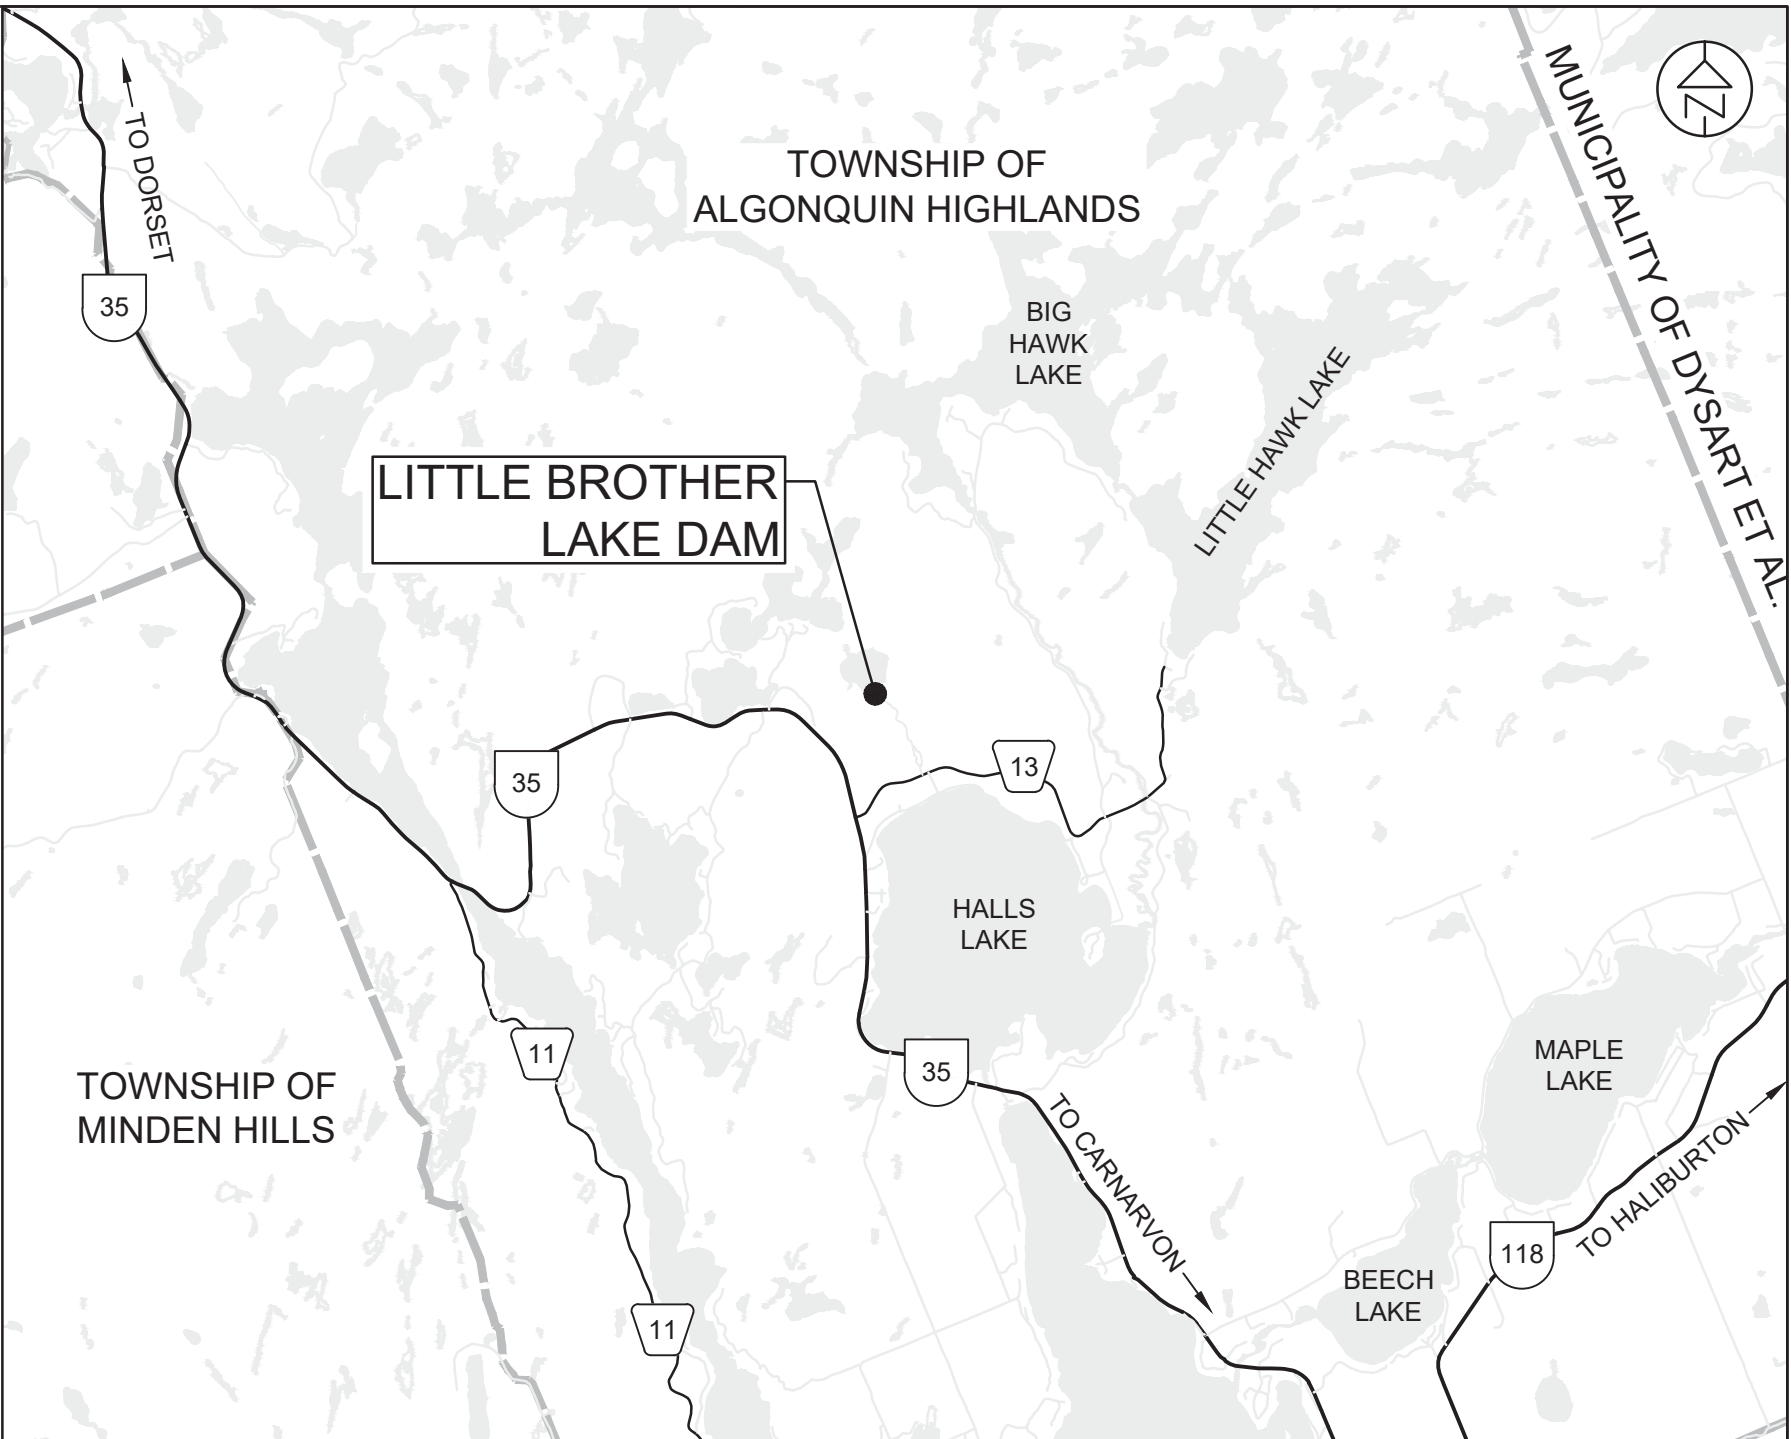 TO DORSET
TOWNSHIP OF
ALGONQUIN HIGHLANDS
MUNICIPALITY OF DYSART ET AL.
N
35
BIG
HAWK
LAKE
LITTLE HAWK LAKE
LITTLE BROTHER
LAKE DAM
35
13
HALLS
LAKE
11
35
MAPLE
LAKE
TOWNSHIP OF
MINDEN HILLS
TO CARNARVON
TO HALIBURTON
118
BEECH
LAKE
11